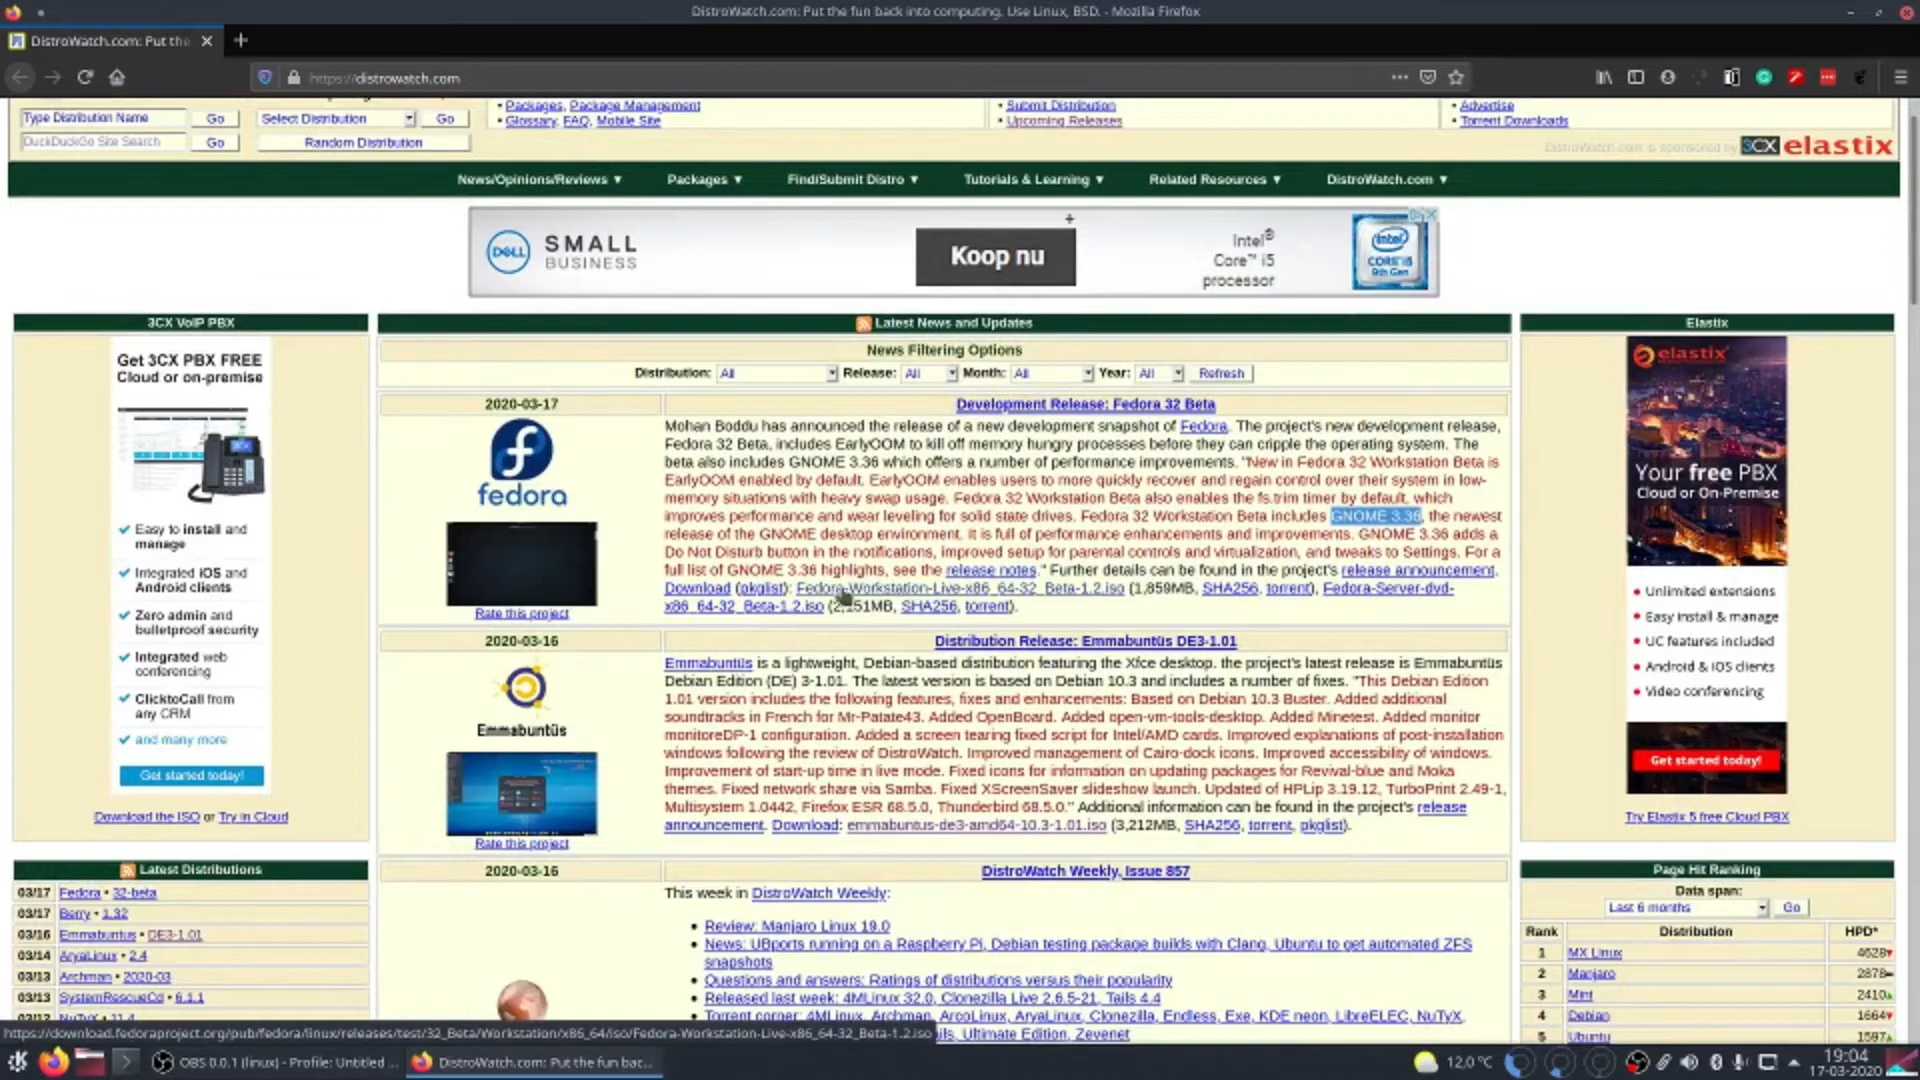 DistroWatch.com: Put the fun back into computing. Use Linux, BSD. - Mozilla Firefox
DistroWatch.com: Put the
https://distrowatch.com
Type Distribution Name Go Select Distribution Go
DuckDuckGo Site Search Go Random Distribution
• Packages, Package Management
• Glossary, FAQ, Mobile Site
• Submit Distribution
• Upcoming Releases
• Advertise
• Torrent Downloads
DistroWatch.com is sponsored by 3CX elastix
News/Opinions/Reviews ▼ Packages ▼ Find/Submit Distro ▼ Tutorials & Learning ▼ Related Resources ▼ DistroWatch.com ▼
DELL SMALL
BUSINESS
Koop nu
Intel®
Core™ i5
processor
intel
CORE i5
9th Gen
3CX VoIP PBX
Get 3CX PBX FREE
Cloud or on-premise
Easy to install and
manage
Integrated iOS and
Android clients
Zero admin and
bulletproof security
Integrated web
conferencing
ClicktoCall from
any CRM
and many more
Get started today!
Download the ISO or Try in Cloud
Latest News and Updates
News Filtering Options
Distribution: All Release: All Month: All Year: All Refresh
2020-03-17 Development Release: Fedora 32 Beta
fedora
Rate this project
Mohan Boddu has announced the release of a new development snapshot of Fedora. The project's new development release,
Fedora 32 Beta, includes EarlyOOM to kill off memory hungry processes before they can cripple the operating system. The
beta also includes GNOME 3.36 which offers a number of performance improvements. "New in Fedora 32 Workstation Beta is
EarlyOOM enabled by default. EarlyOOM enables users to more quickly recover and regain control over their system in low-
memory situations with heavy swap usage. Fedora 32 Workstation Beta also enables the fs.trim timer by default, which
improves performance and wear leveling for solid state drives. Fedora 32 Workstation Beta includes GNOME 3.36, the newest
release of the GNOME desktop environment. It is full of performance enhancements and improvements. GNOME 3.36 adds a
Do Not Disturb button in the notifications, improved setup for parental controls and virtualization, and tweaks to Settings. For a
full list of GNOME 3.36 highlights, see the release notes." Further details can be found in the project's release announcement.
Download (pkglist): Fedora-Workstation-Live-x86_64-32_Beta-1.2.iso (1,859MB, SHA256, torrent), Fedora-Server-dvd-
x86_64-32_Beta-1.2.iso (2,151MB, SHA256, torrent).
2020-03-16 Distribution Release: Emmabuntüs DE3-1.01
Emmabuntüs
Rate this project
Emmabuntüs is a lightweight, Debian-based distribution featuring the Xfce desktop. the project's latest release is Emmabuntüs
Debian Edition (DE) 3-1.01. The latest version is based on Debian 10.3 and includes a number of fixes. "This Debian Edition
1.01 version includes the following features, fixes and enhancements: Based on Debian 10.3 Buster. Added additional
soundtracks in French for Mr-Patate43. Added OpenBoard. Added open-vm-tools-desktop. Added Minetest. Added monitor
monitoreDP-1 configuration. Added a screen tearing fixed script for Intel/AMD cards. Improved explanations of post-installation
windows following the review of DistroWatch. Improved management of Cairo-dock icons. Improved accessibility of windows.
Improvement of start-up time in live mode. Fixed icons for information on updating packages for Revival-blue and Moka
themes. Fixed network share via Samba. Fixed XScreenSaver slideshow launch. Updated of HPLip 3.19.12, TurboPrint 2.49-1,
Multisystem 1.0442, Firefox ESR 68.5.0, Thunderbird 68.5.0." Additional information can be found in the project's release
announcement. Download: emmabuntus-de3-amd64-10.3-1.01.iso (3,212MB, SHA256, torrent, pkglist).
2020-03-16 DistroWatch Weekly, Issue 857
This week in DistroWatch Weekly:
• Review: Manjaro Linux 19.0
• News: UBports running on a Raspberry Pi, Debian testing package builds with Clang, Ubuntu to get automated ZFS
snapshots
• Questions and answers: Ratings of distributions versus their popularity
• Released last week: 4MLinux 32.0, Clonezilla Live 2.6.5-21, Tails 4.4
• Torrent corner: 4MLinux, Archman, ArcoLinux, AryaLinux, Clonezilla, Endless, Exe, KDE neon, LibreELEC, NuTyX,
ils, Ultimate Edition, Zevenet
Elastix
elastix
Your free PBX
Cloud or On-Premise
• Unlimited extensions
• Easy install & manage
• UC features included
• Android & iOS clients
• Video conferencing
Get started today!
Try Elastix 5 free Cloud PBX
Latest Distributions
03/17 Fedora • 32-beta
03/17 Berry • 1.32
03/16 Emmabuntus • DE3-1.01
03/14 AryaLinux • 2.4
03/13 Archman • 2020-03
03/13 SystemRescueCd • 6.1.1
03/12 NuTyX • 11.4
Page Hit Ranking
Data span:
Last 6 months Go
Rank Distribution HPD*
1 MX Linux 4628
2 Manjaro 2878
3 Mint 2410
4 Debian 1664
5 Ubuntu 1597
https://download.fedoraproject.org/pub/fedora/linux/releases/test/32_Beta/Workstation/x86_64/iso/Fedora-Workstation-Live-x86_64-32_Beta-1.2.iso
OBS 0.0.1 (linux) - Profile: Untitled ...
DistroWatch.com: Put the fun bac...
12,0 °C
19:04
17-03-2020